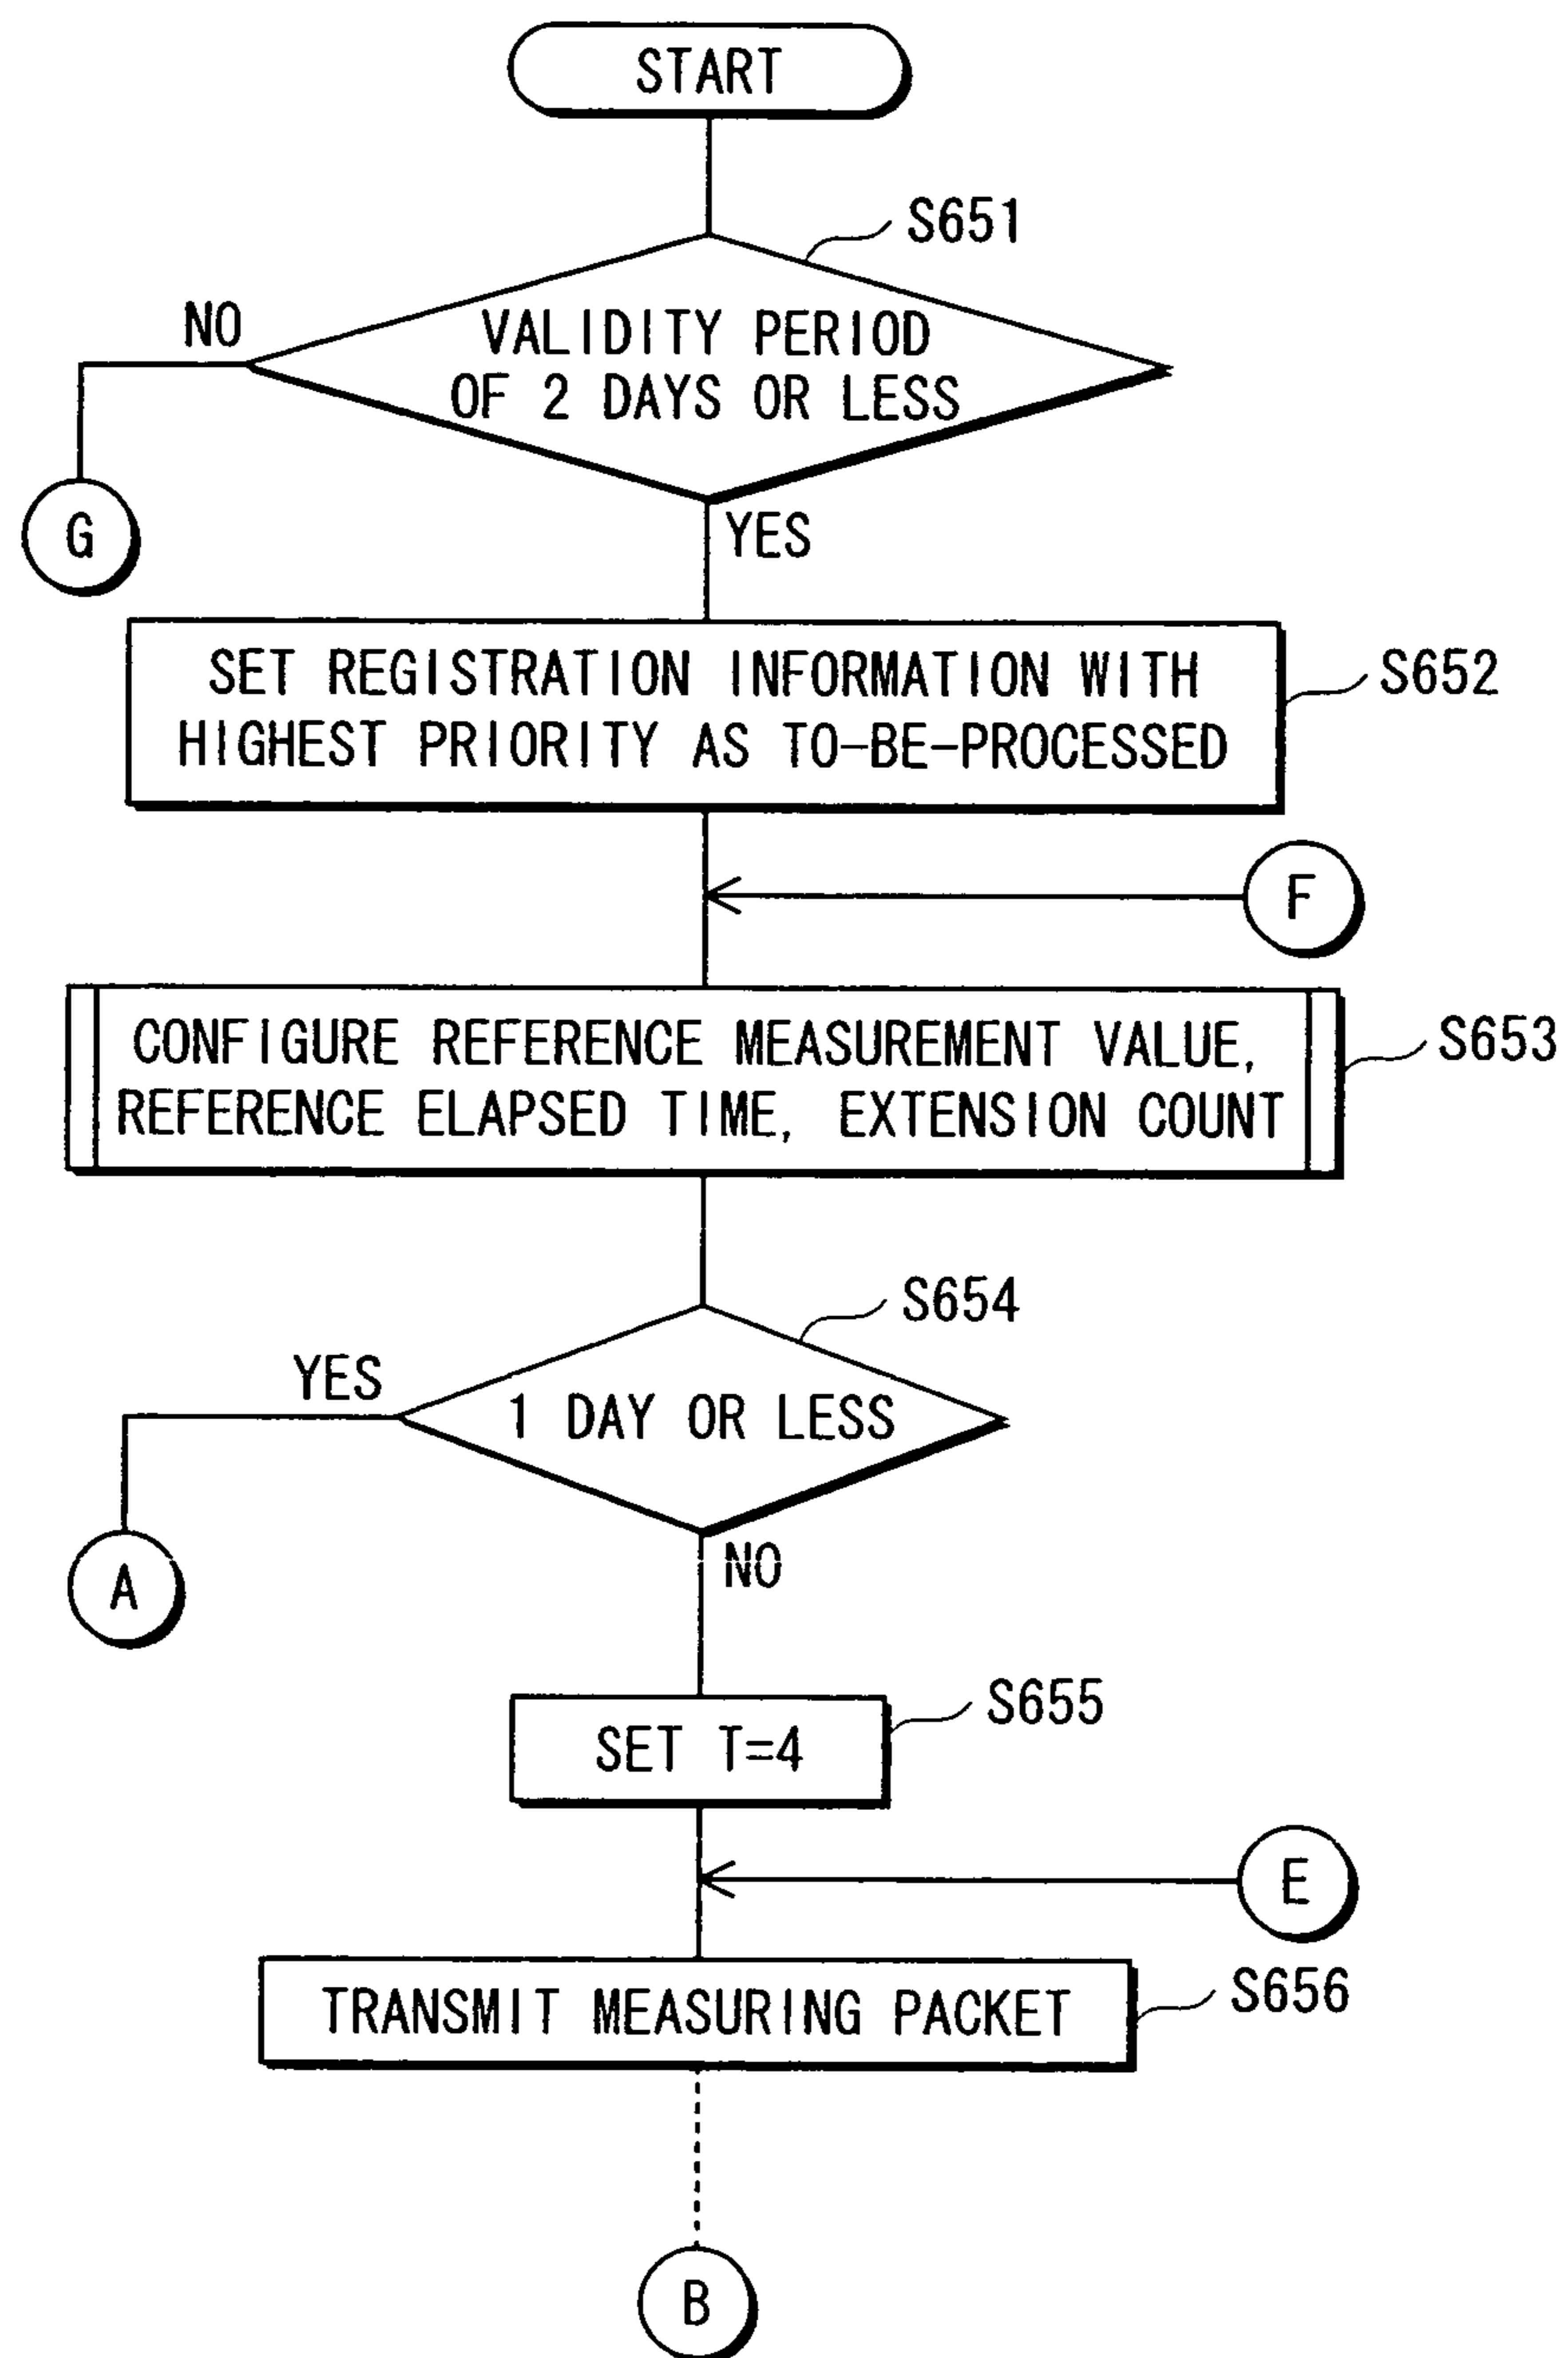 START
S651
NO
VALIDITY PERIOD
OF 2 DAYS OR LESS
G
YES
SET REGISTRATION INFORMATION WITH
HIGHEST PRIORITY AS TO-BE-PROCESSED
S652
F
CONFIGURE REFERENCE MEASUREMENT VALUE,
REFERENCE ELAPSED TIME, EXTENSION COUNT
S653
S654
YES
1 DAY OR LESS
A
NO
S655
SET T=4
E
TRANSMIT MEASURING PACKET
S656
B